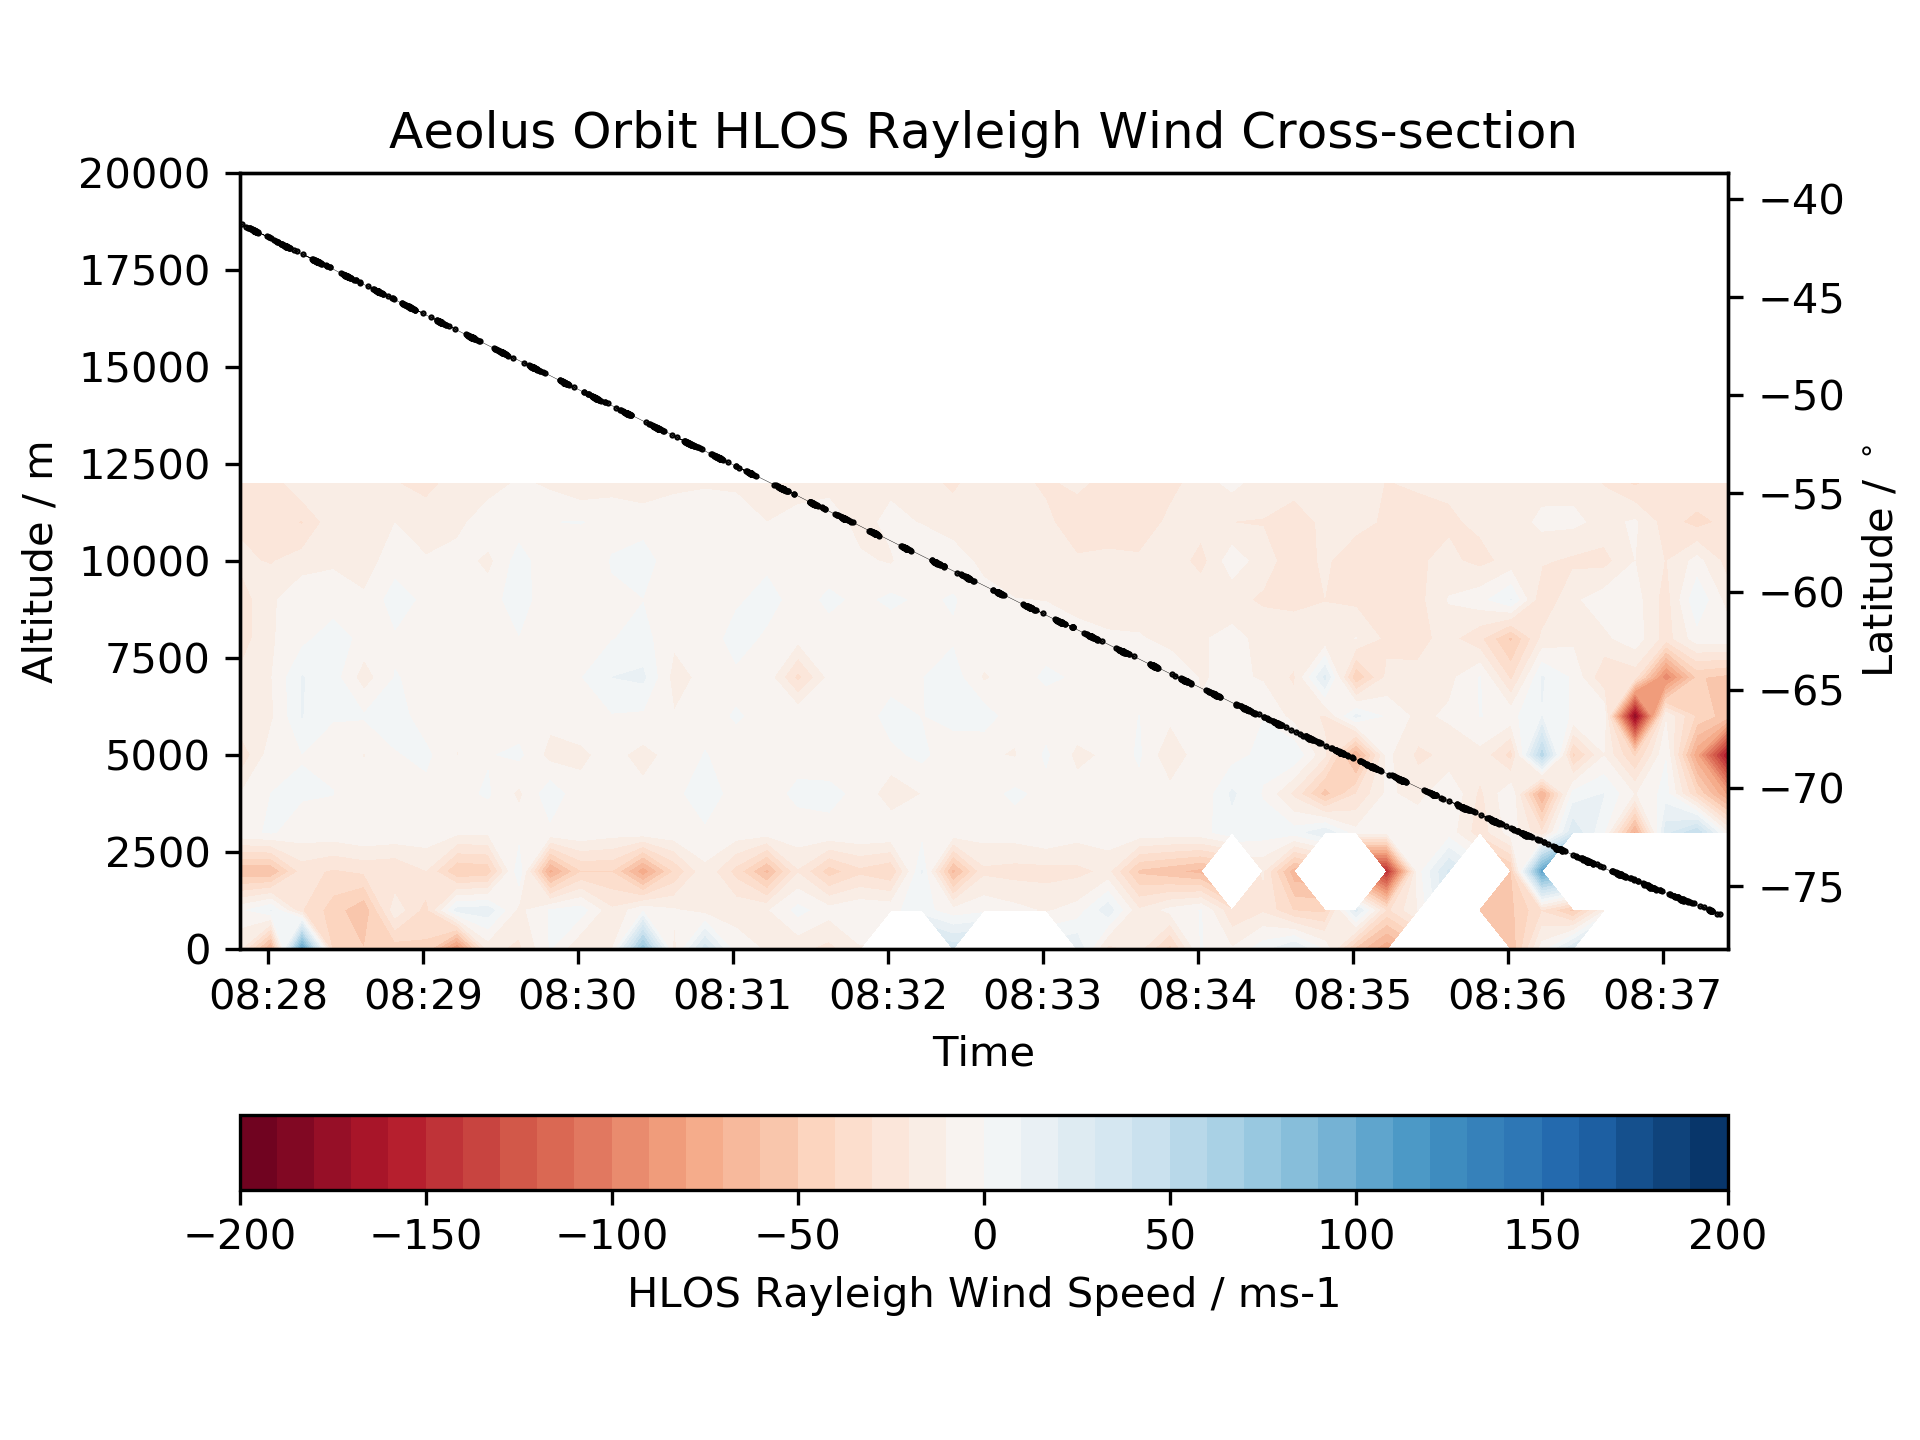 Aeolus Orbit HLOS Rayleigh Wind Cross-section
20000
17500
15000
12500
10000
7500
5000
2500
0
Altitude / m
−40
−45
−50
−55
−60
−65
−70
−75
Latitude / °
08:28 08:29 08:30 08:31 08:32 08:33 08:34 08:35 08:36 08:37
Time
−200 −150 −100 −50 0 50 100 150 200
HLOS Rayleigh Wind Speed / ms-1